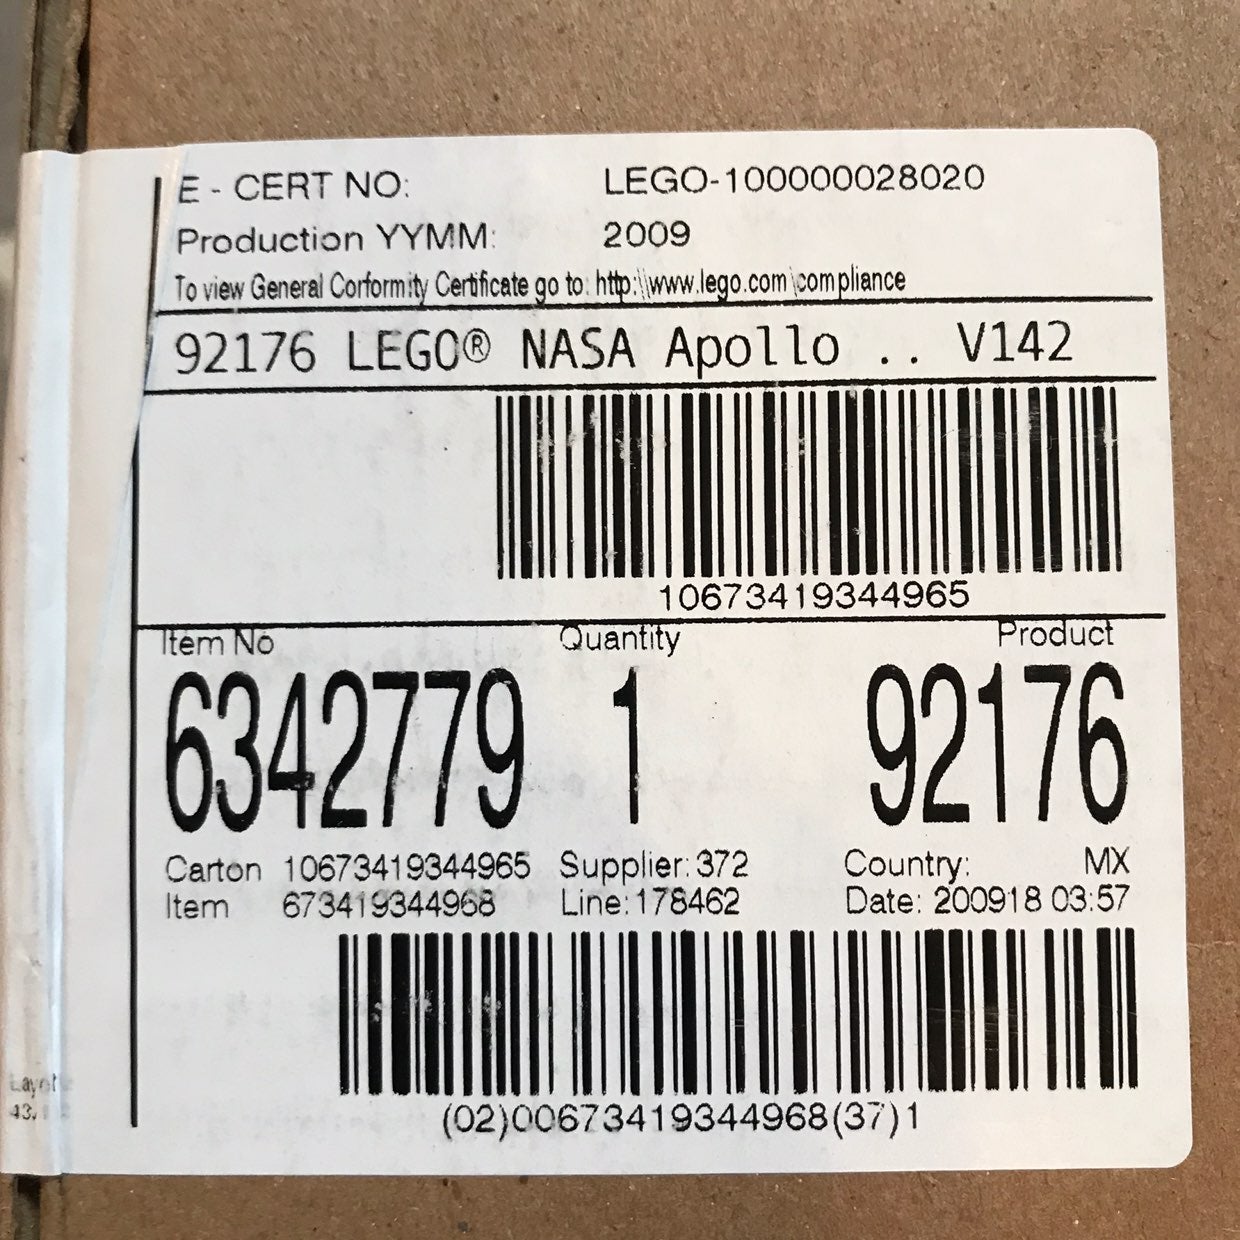 E - CERT NO: LEGO-100000028020
Production YYMM: 2009
To view General Corformity Certificate go to: http:\\www.lego.com\compliance
92176 LEGO® NASA Apollo .. V142
10673419344965
Item No Quantity Product
6342779 1 92176
Carton 10673419344965 Supplier: 372 Country: MX
Item 673419344968 Line: 178462 Date: 200918 03:57
(02)00673419344968(37)1